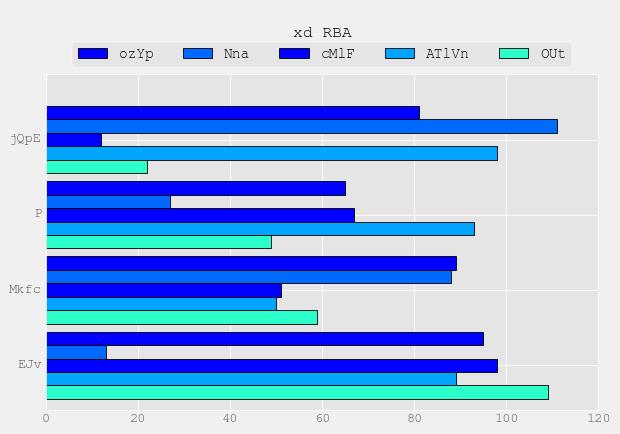 xd RBA
ozYp Nna cMlF ATlVn OUt
jQpE
P
Mkfc
EJv
0 20 40 60 80 100 120